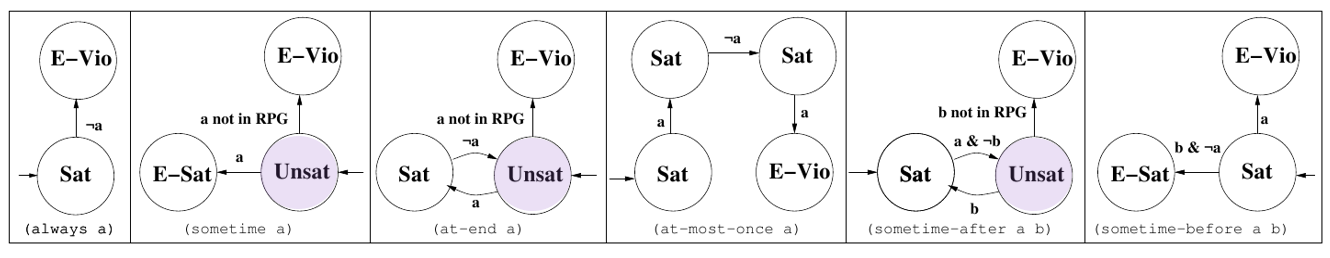 E-Vio
¬a
Sat
(always a)
E-Vio
a not in RPG
E-Sat
a
Unsat
(sometime a)
E-Vio
a not in RPG
¬a
Sat
Unsat
a
(at-end a)
Sat
¬a
Sat
a
a
Sat
E-Vio
(at-most-once a)
E-Vio
b not in RPG
a & ¬b
Sat
Unsat
b
(sometime-after a b)
E-Vio
a
b & ¬a
E-Sat
Sat
(sometime-before a b)